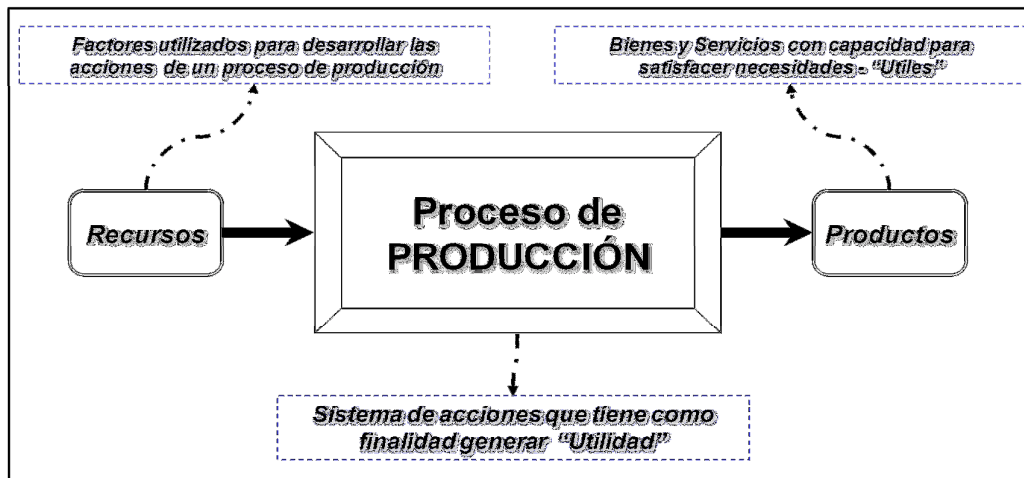 Factores utilizados para desarrollar las
acciones de un proceso de producción
Bienes y Servicios con capacidad para
satisfacer necesidades - “Utiles”
Recursos
Proceso de
PRODUCCIÓN
Productos
Sistema de acciones que tiene como
finalidad generar “Utilidad”